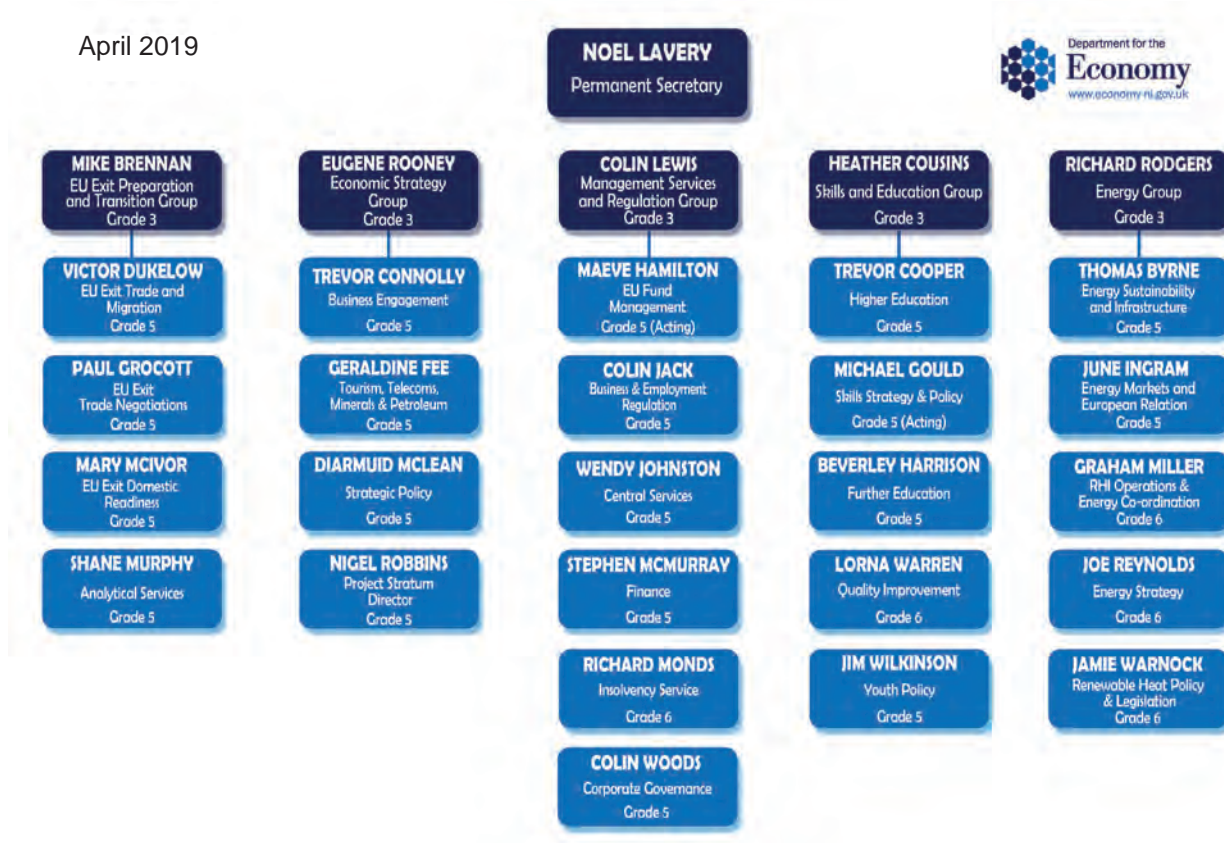 April 2019
NOEL LAVERY
Permanent Secretary
Department for the
Economy
www.economy-ni.gov.uk
MIKE BRENNAN
EU Exit Preparation
and Transition Group
Grade 3
VICTOR DUKELOW
EU Exit Trade and
Migration
Grade 5
PAUL GROCOTT
EU Exit
Trade Negotiations
Grade 5
MARY MCIVOR
EU Exit Domestic
Readiness
Grade 5
SHANE MURPHY
Analytical Services
Grade 5
EUGENE ROONEY
Economic Strategy
Group
Grade 3
TREVOR CONNOLLY
Business Engagement
Grade 5
GERALDINE FEE
Tourism, Telecoms,
Minerals & Petroleum
Grade 5
DIARMUID MCLEAN
Strategic Policy
Grade 5
NIGEL ROBBINS
Project Stratum
Director
Grade 5
COLIN LEWIS
Management Services
and Regulation Group
Grade 3
MAEVE HAMILTON
EU Fund
Management
Grade 5 (Acting)
COLIN JACK
Business & Employment
Regulation
Grade 5
WENDY JOHNSTON
Central Services
Grade 5
STEPHEN MCMURRAY
Finance
Grade 5
RICHARD MONDS
Insolvency Service
Grade 6
COLIN WOODS
Corporate Governance
Grade 5
HEATHER COUSINS
Skills and Education Group
Grade 3
TREVOR COOPER
Higher Education
Grade 5
MICHAEL GOULD
Skills Strategy & Policy
Grade 5 (Acting)
BEVERLEY HARRISON
Further Education
Grade 5
LORNA WARREN
Quality Improvement
Grade 6
JIM WILKINSON
Youth Policy
Grade 5
RICHARD RODGERS
Energy Group
Grade 3
THOMAS BYRNE
Energy Sustainability
and Infrastructure
Grade 5
JUNE INGRAM
Energy Markets and
European Relation
Grade 5
GRAHAM MILLER
RHI Operations &
Energy Co-ordination
Grade 6
JOE REYNOLDS
Energy Strategy
Grade 6
JAMIE WARNOCK
Renewable Heat Policy
& Legislation
Grade 6